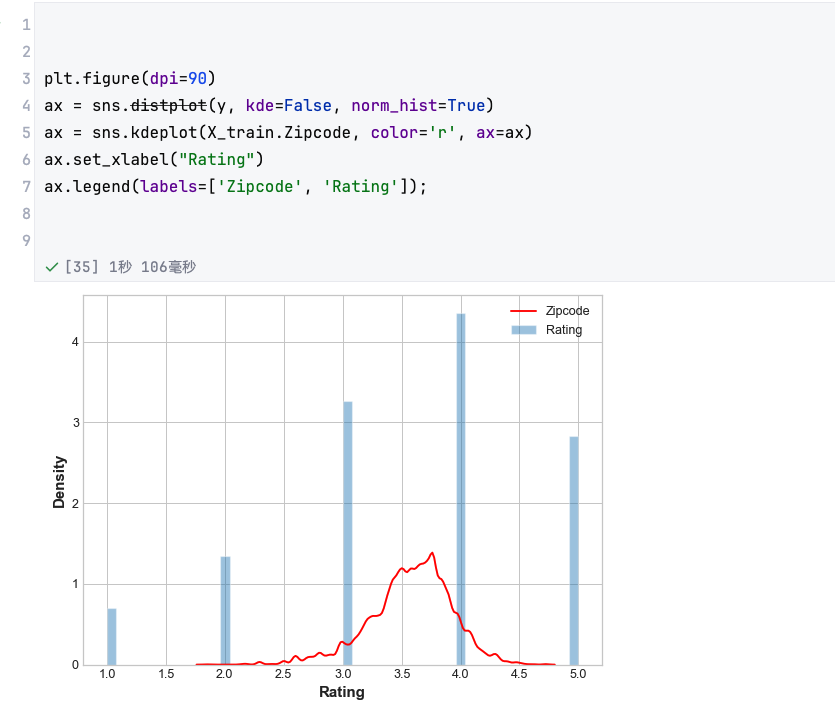 1
2
3 plt.figure(dpi=90)
4 ax = sns.distplot(y, kde=False, norm_hist=True)
5 ax = sns.kdeplot(X_train.Zipcode, color='r', ax=ax)
6 ax.set_xlabel("Rating")
7 ax.legend(labels=['Zipcode', 'Rating']);
8
9
[35] 1秒 106毫秒
Zipcode
Rating
4
3
2
1
0
Density
1.0 1.5 2.0 2.5 3.0 3.5 4.0 4.5 5.0
Rating